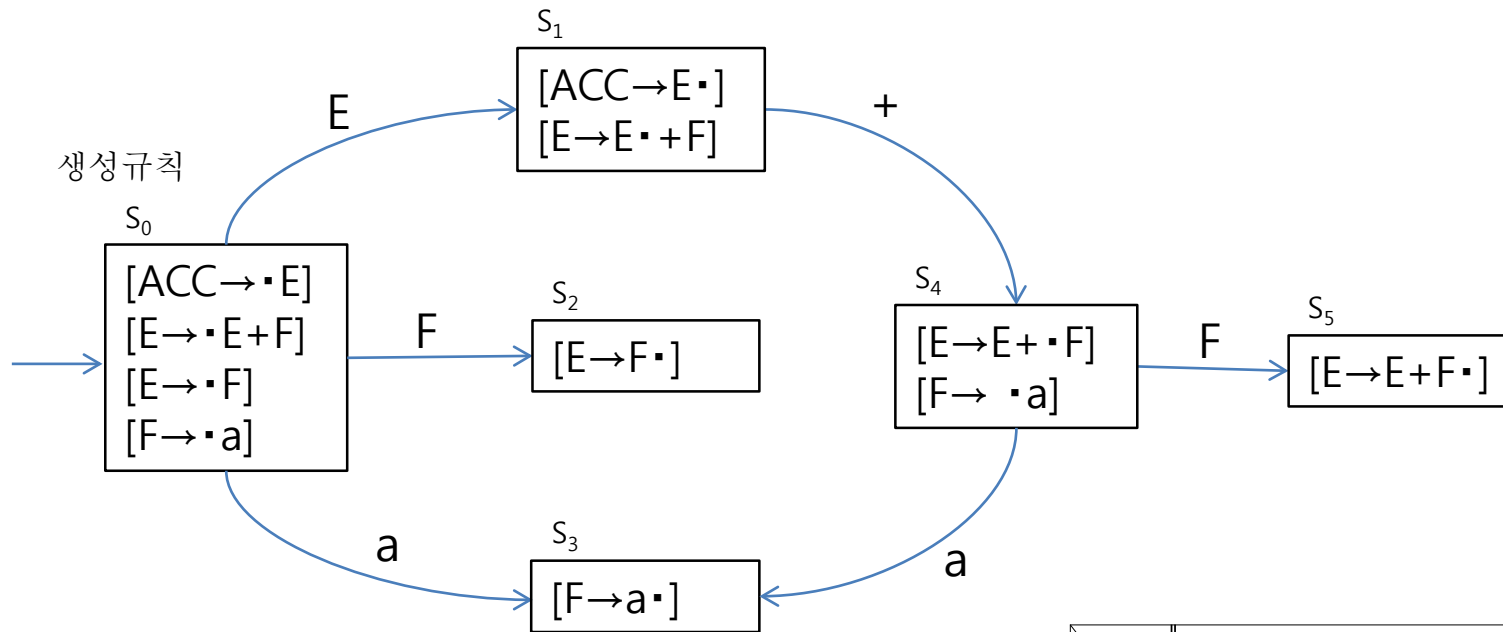 S₁
[ACC→E▪]
[E→E▪+F]
E
+
생성규칙
S₀
[ACC→▪E]
[E→▪E+F]
[E→▪F]
[F→▪a]
F
S₂
[E→F▪]
S₄
[E→E+▪F]
[F→ ▪a]
F
S₅
[E→E+F▪]
a
S₃
[F→a▪]
a